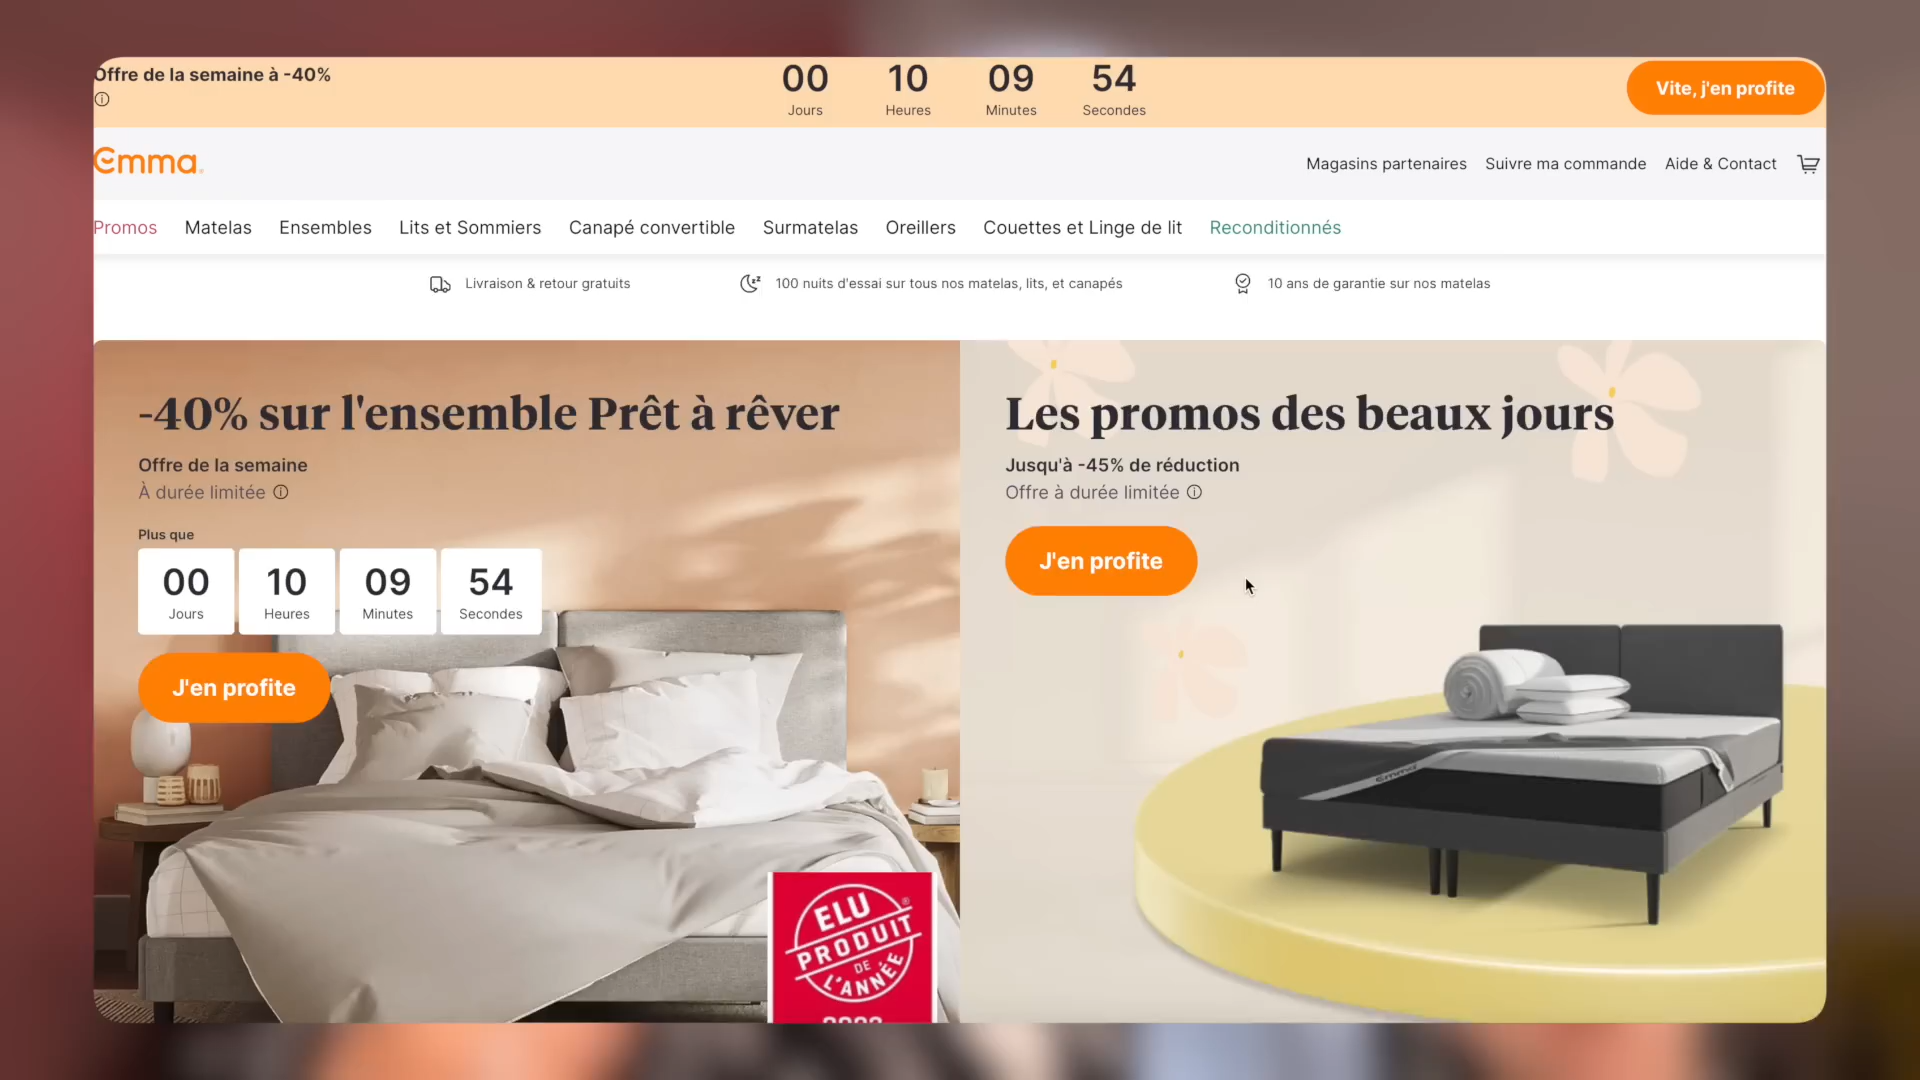 Offre de la semaine à -40%
00 10 09 54
Jours Heures Minutes Secondes
Vite, j'en profite
Emma
Magasins partenaires Suivre ma commande Aide & Contact
Promos Matelas Ensembles Lits et Sommiers Canapé convertible Surmatelas Oreillers Couettes et Linge de lit Reconditionnés
Livraison & retour gratuits 100 nuits d'essai sur tous nos matelas, lits, et canapés 10 ans de garantie sur nos matelas
-40% sur l'ensemble Prêt à rêver
Offre de la semaine
À durée limitée
Plus que
00 10 09 54
Jours Heures Minutes Secondes
J'en profite
ELU
PRODUIT
DE
L'ANNÉE
Les promos des beaux jours
Jusqu'à -45% de réduction
Offre à durée limitée
J'en profite
Emma